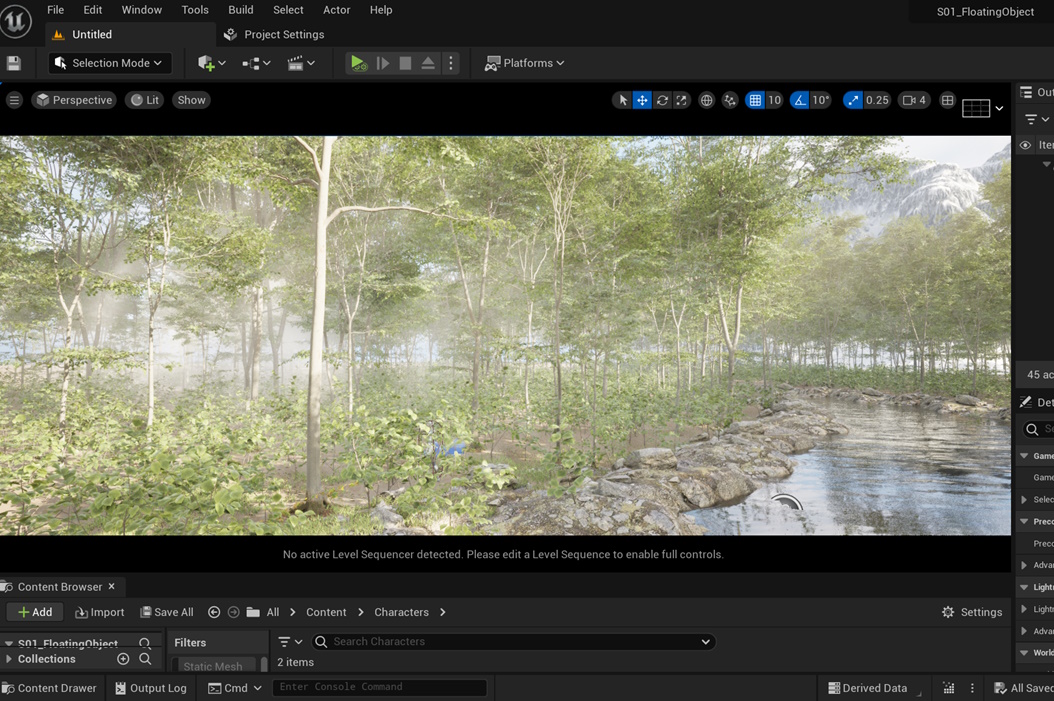 File Edit Window Tools Build Select Actor Help
S01_FloatingObject
Untitled
Project Settings
Selection Mode
Platforms
Perspective Lit Show
10 10° 0.25 4
Out
Iter
No active Level Sequencer detected. Please edit a Level Sequence to enable full controls.
45 ac
Det
Se
Game
Game
Selec
Preco
Preco
Advar
Light
Lightr
Advar
World
Content Browser
Add Import Save All All Content Characters Settings
S01_FloatingObject
Collections
Filters
Static Mesh
Search Characters
2 items
Content Drawer Output Log Cmd Enter Console Command Derived Data All Saved